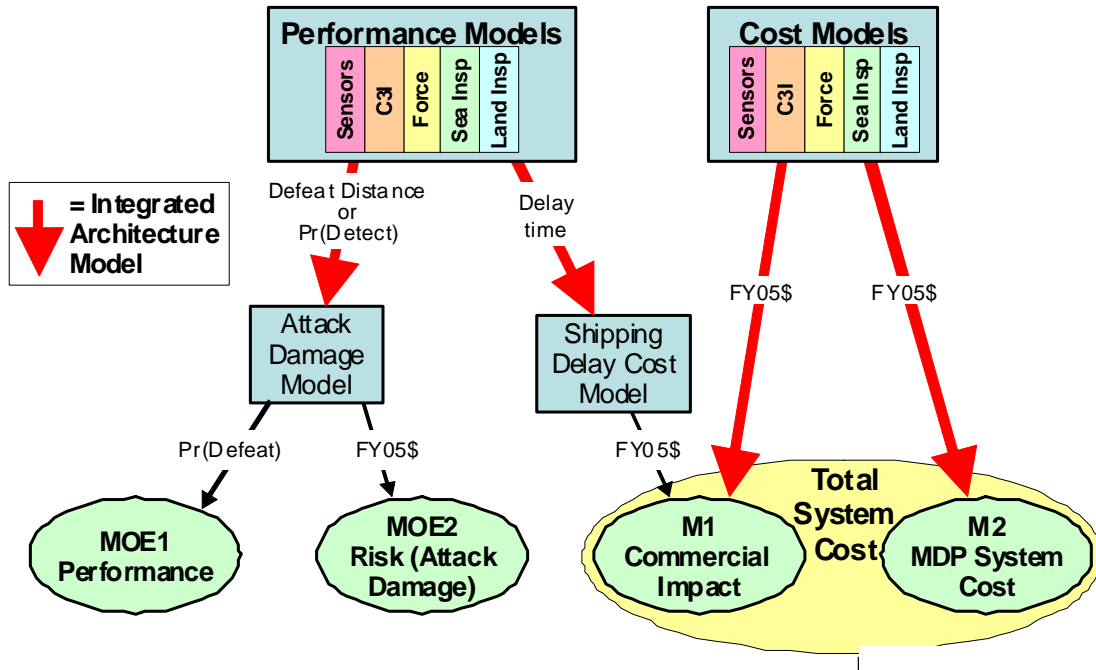 Performance Models
Sensors
C3I
Force
Sea Insp
Land Insp
Cost Models
Sensors
C3I
Force
Sea Insp
Land Insp
= Integrated
Architecture
Model
Defeat Distance
or
Pr(Detect)
Delay
time
FY05$
FY05$
Attack
Damage
Model
Shipping
Delay Cost
Model
Pr(Defeat)
FY05$
FY05$
Total
System
Cost
MOE1
Performance
MOE2
Risk (Attack
Damage)
M1
Commercial
Impact
M2
MDP System
Cost